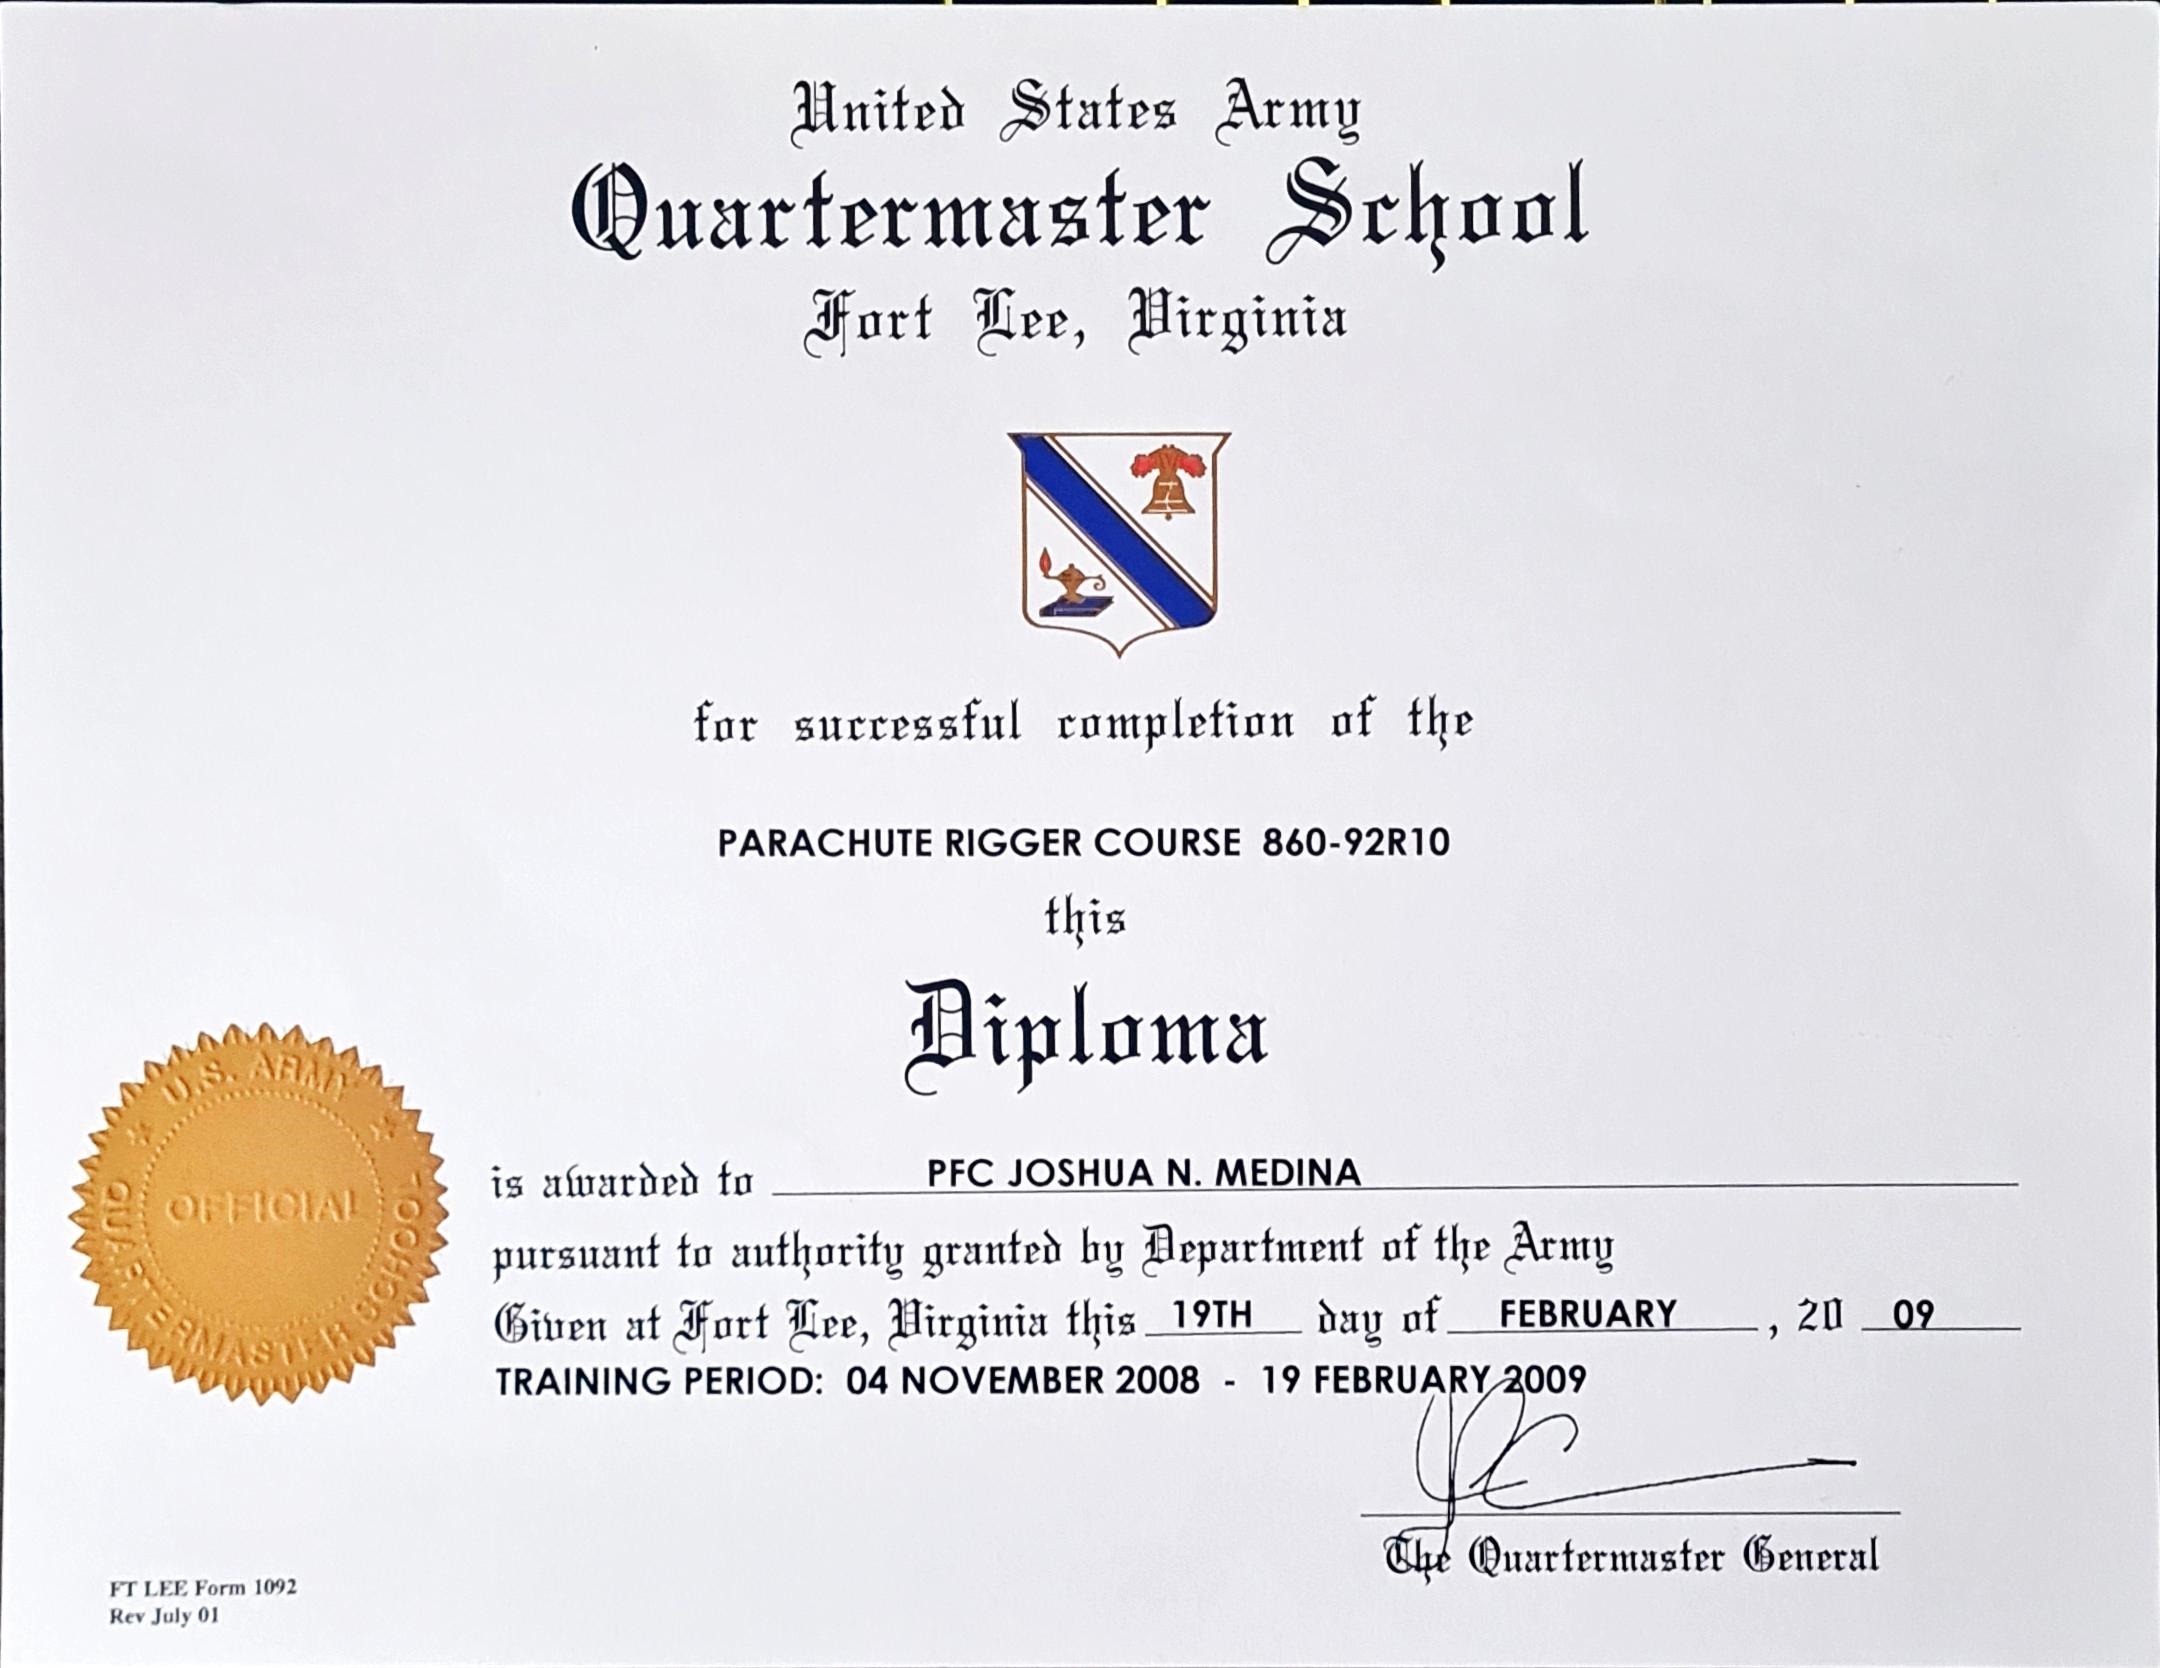 United States Army
Quartermaster School
Fort Lee, Virginia
for successful completion of the
PARACHUTE RIGGER COURSE 860-92R10
this
Diploma
is awarded to PFC JOSHUA N. MEDINA
pursuant to authority granted by Department of the Army
Given at Fort Lee, Virginia this 19TH day of FEBRUARY, 20 09
TRAINING PERIOD: 04 NOVEMBER 2008 - 19 FEBRUARY 2009
The Quartermaster General
U.S. ARMY
OFFICIAL
QUARTERMASTER SCHOOL
FT LEE Form 1092
Rev July 01